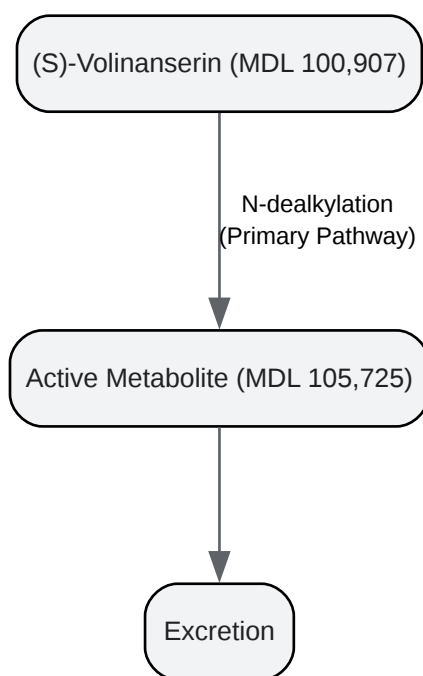 (S)-Volinanserin (MDL 100,907)
N-dealkylation
(Primary Pathway)
Active Metabolite (MDL 105,725)
Excretion